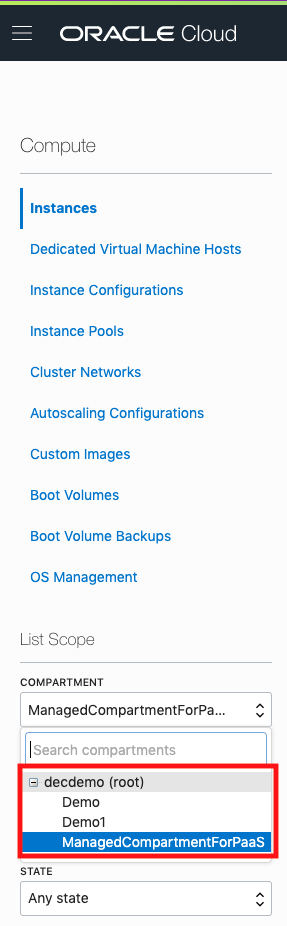 ORACLE Cloud
Compute
Instances
Dedicated Virtual Machine Hosts
Instance Configurations
Instance Pools
Cluster Networks
Autoscaling Configurations
Custom Images
Boot Volumes
Boot Volume Backups
OS Management
List Scope
COMPARTMENT
ManagedCompartmentForPa...
Search compartments
decdemo (root)
Demo
Demo1
ManagedCompartmentForPaaS
STATE
Any state